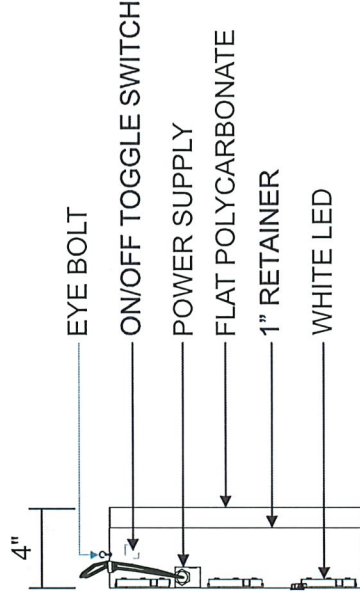 4"
EYE BOLT
ON/OFF TOGGLE SWITCH
POWER SUPPLY
FLAT POLYCARBONATE
1” RETAINER
WHITE LED